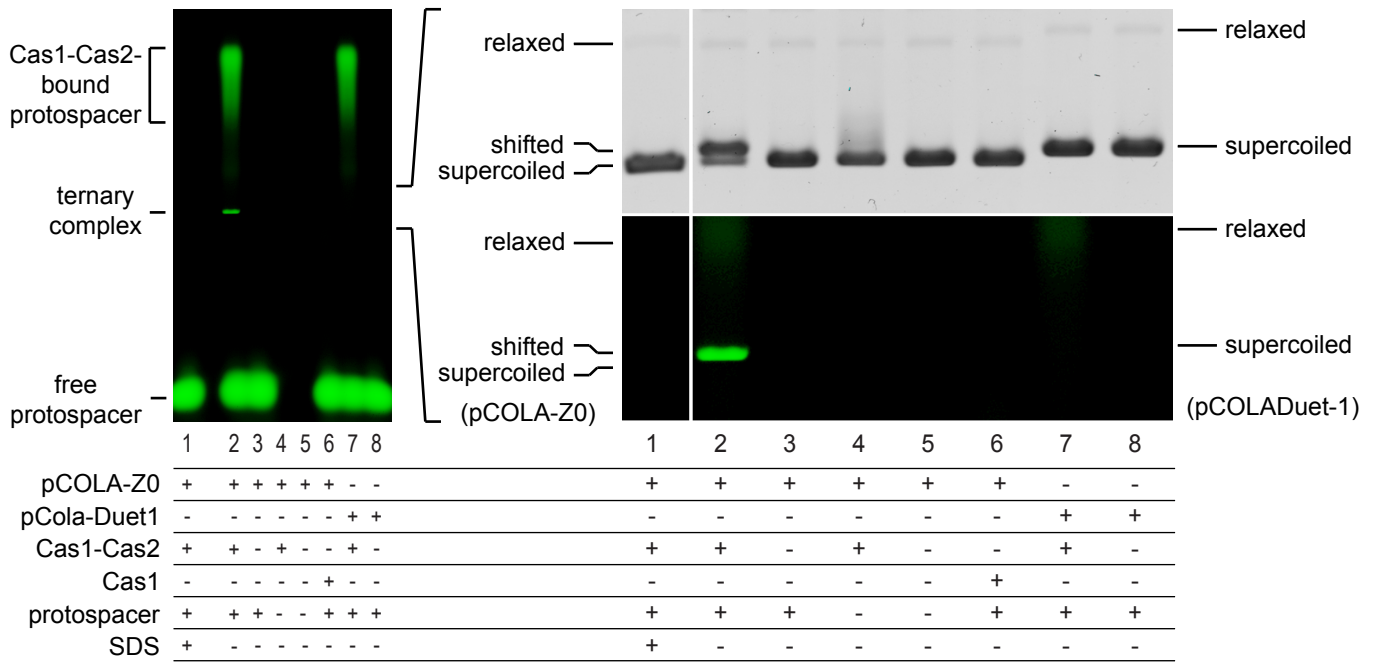 Cas1-Cas2-
bound
protospacer
ternary
complex
free
protospacer
relaxed
shifted
supercoiled
relaxed
supercoiled
relaxed
shifted
supercoiled
(pCOLA-Z0)
relaxed
supercoiled
(pCOLADuet-1)
1 2 3 4 5 6 7 8 1 2 3 4 5 6 7 8
pCOLA-Z0 + + + + + + - - + + + + + + - -
pCola-Duet1 - - - - - - + + - - - - - - + +
Cas1-Cas2 + + - + - - + - + + - + - - + -
Cas1 - - - - - + - - - - - - - + - -
protospacer + + + - - + + + + + + - - + + +
SDS + - - - - - - - + - - - - - - -